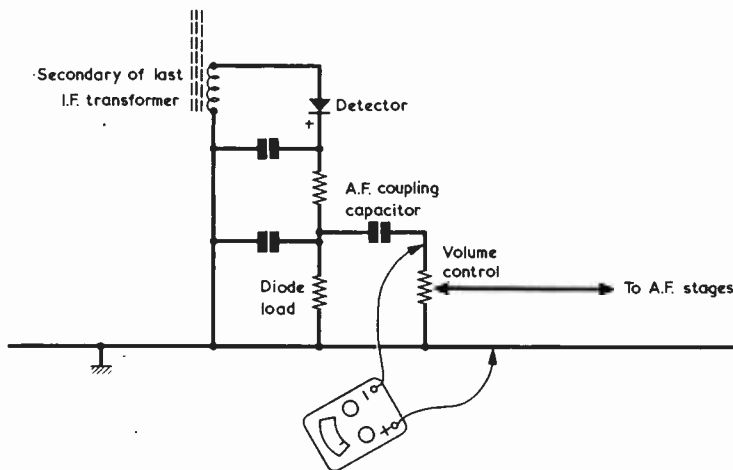 Secondary of last
I.F. transformer
Detector
+
A.F. coupling
capacitor
Volume
control
Diode
load
To A.F. stages
−
+